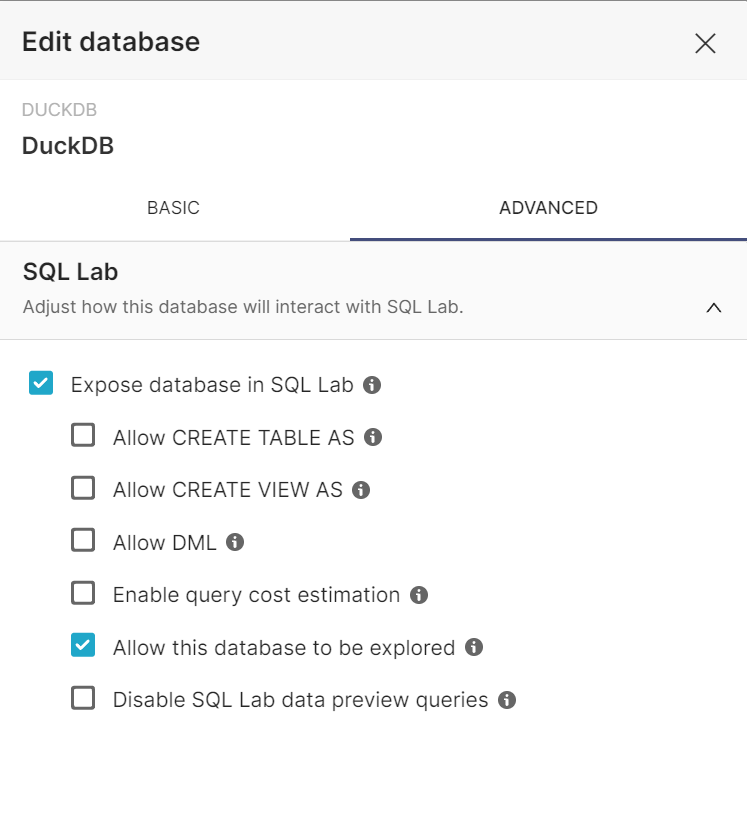 Edit database
DUCKDB
DuckDB
BASIC
ADVANCED
SQL Lab
Adjust how this database will interact with SQL Lab.
Expose database in SQL Lab
Allow CREATE TABLE AS
Allow CREATE VIEW AS
Allow DML
Enable query cost estimation
Allow this database to be explored
Disable SQL Lab data preview queries